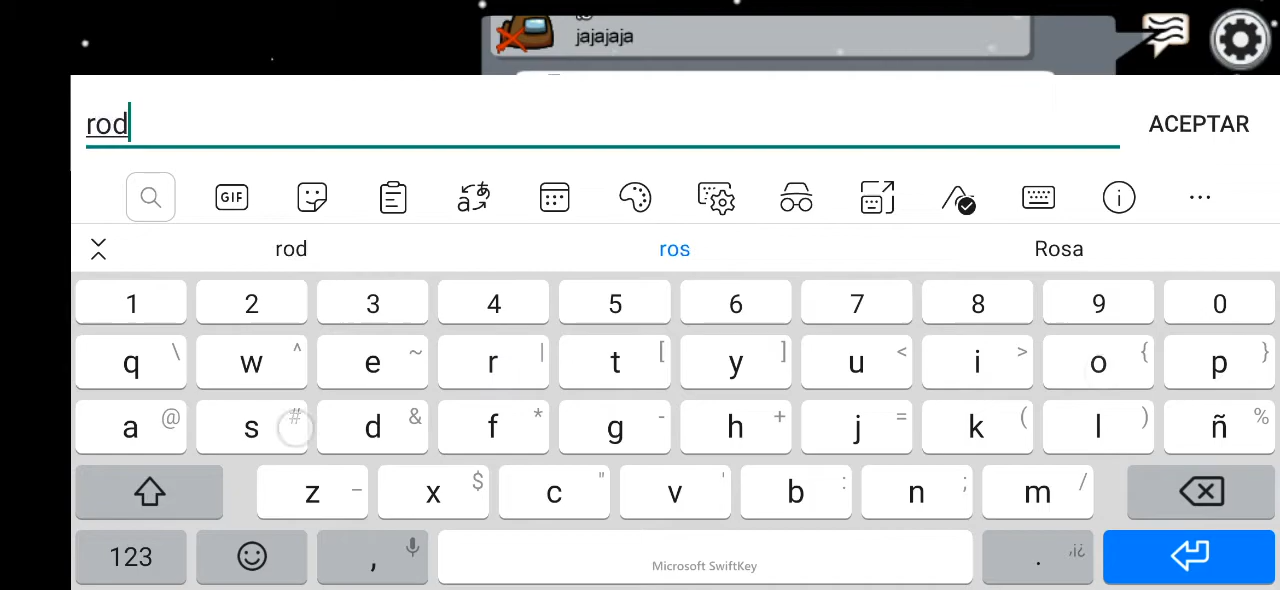 jajajaja
rod
ACEPTAR
GIF
rod ros Rosa
1 2 3 4 5 6 7 8 9 0
q \ w ^ e ~ r | t [ y ] u < i > o { p }
a @ s # d & f * g - h + j = k ( l ) ñ %
z _ x $ c " v ' b : n ; m /
123 , Microsoft SwiftKey . ,¡¿